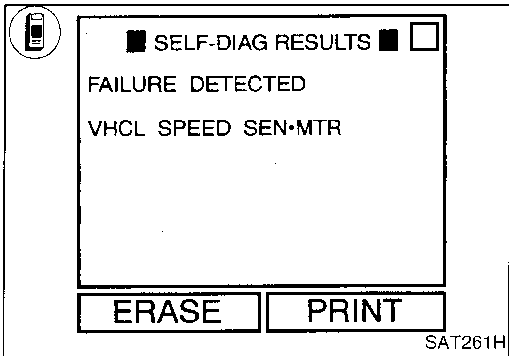 ■ SELF-DIAG RESULTS ■ □
FAILURE DETECTED
VHCL SPEED SEN•MTR
ERASE PRINT
SAT261H